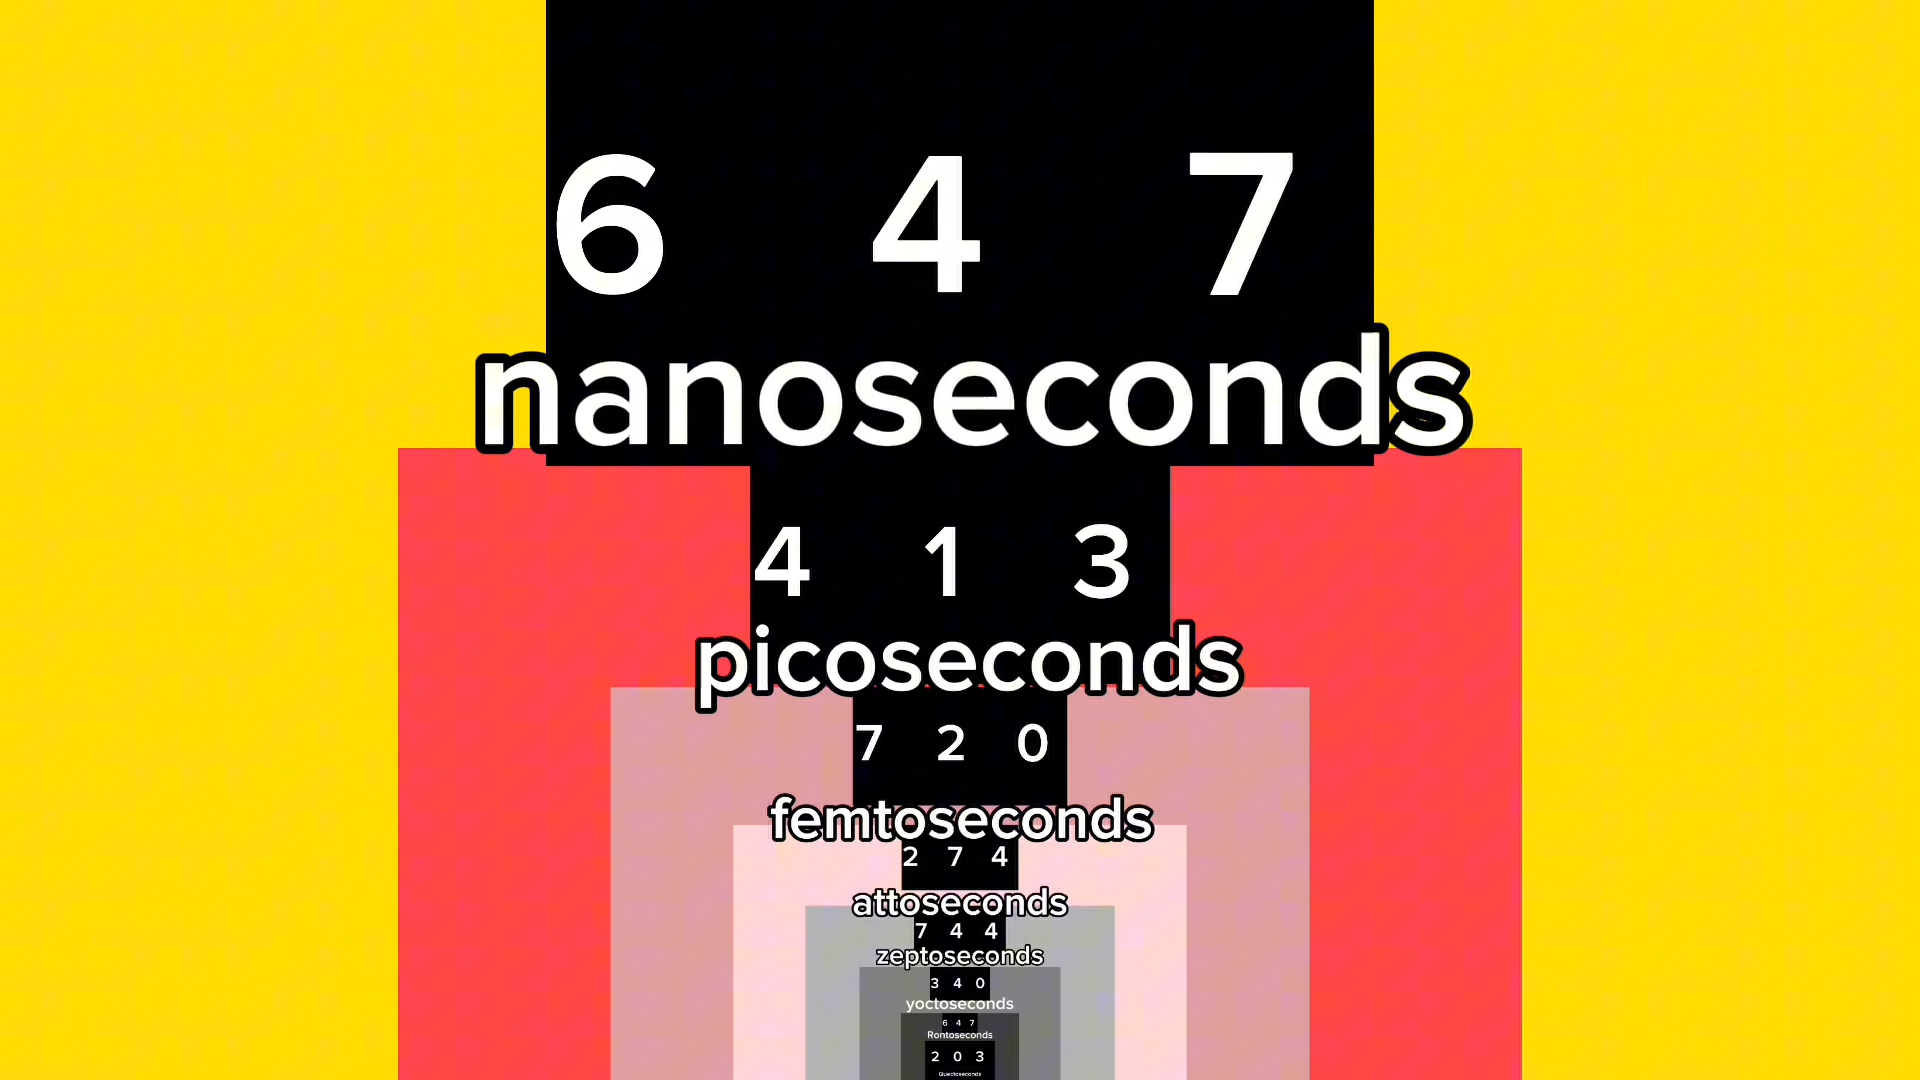 6 4 7
nanoseconds
4 1 3
picoseconds
7 2 0
femtoseconds
2 7 4
attoseconds
7 4 4
zeptoseconds
3 4 0
yoctoseconds
6 4 7
Rontoseconds
2 0 3
Quectoseconds